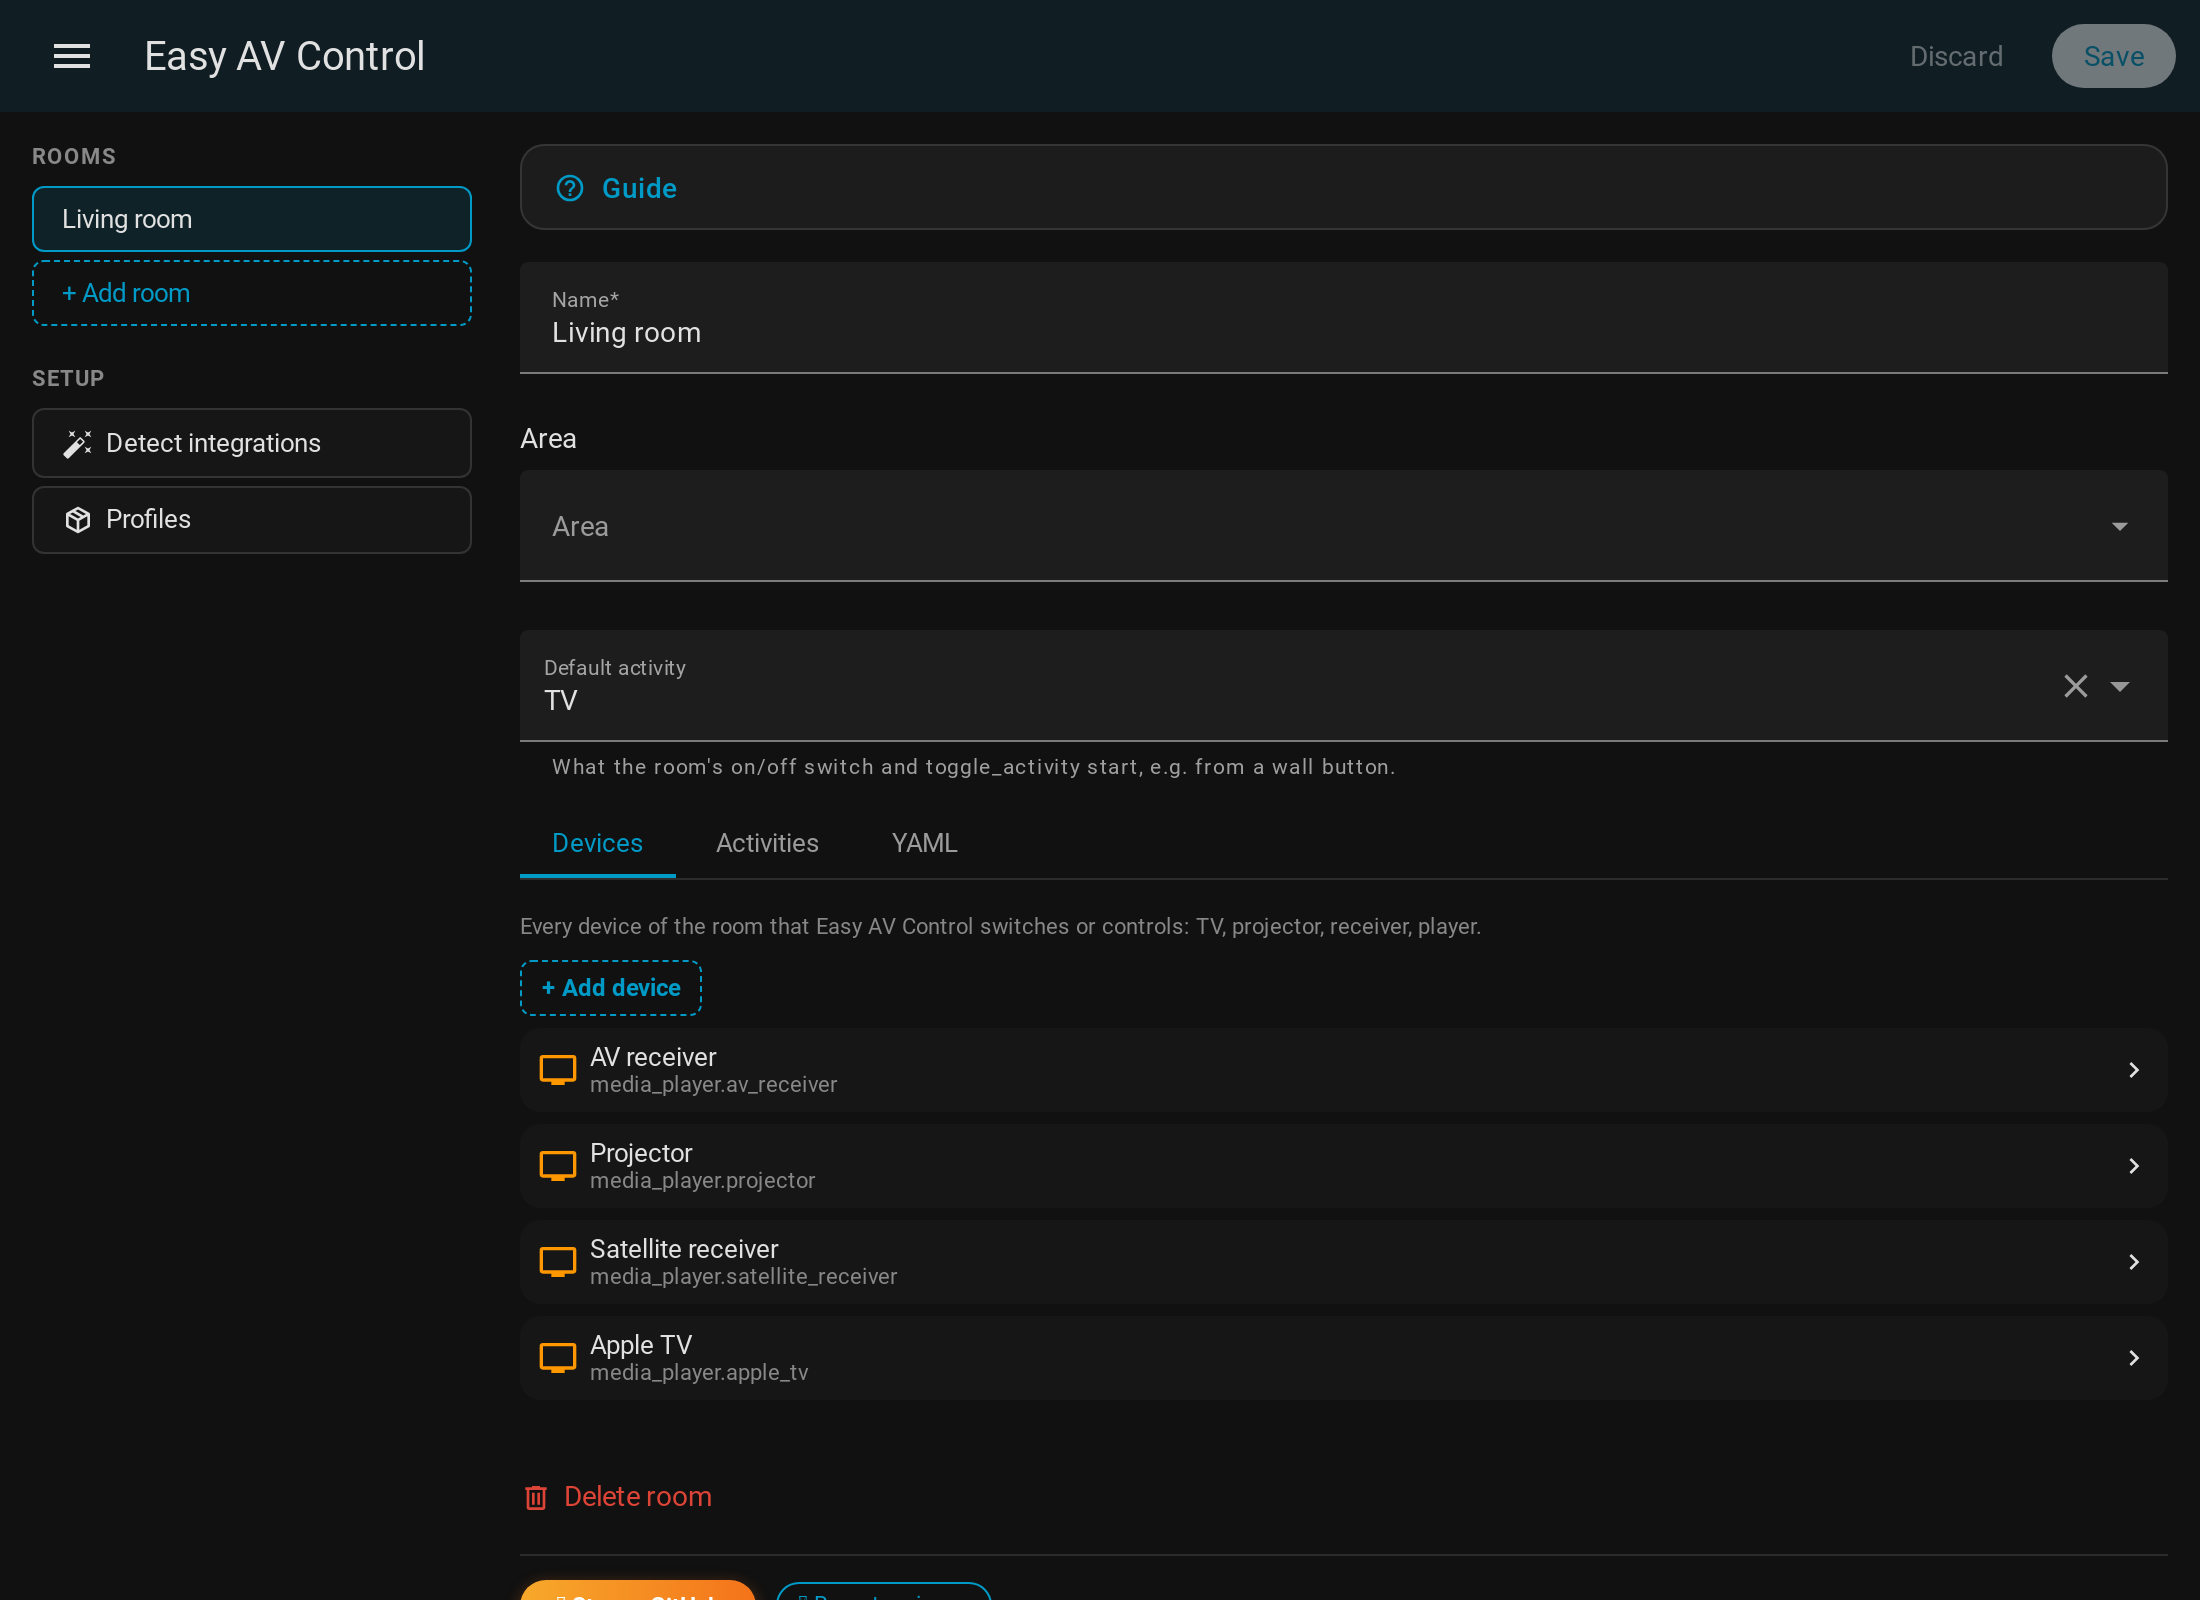 Easy AV Control
Discard
Save
ROOMS
Living room
+ Add room
SETUP
Detect integrations
Profiles
Guide
Name*
Living room
Area
Area
Default activity
TV
What the room's on/off switch and toggle_activity start, e.g. from a wall button.
Devices
Activities
YAML
Every device of the room that Easy AV Control switches or controls: TV, projector, receiver, player.
+ Add device
AV receiver
media_player.av_receiver
Projector
media_player.projector
Satellite receiver
media_player.satellite_receiver
Apple TV
media_player.apple_tv
Delete room